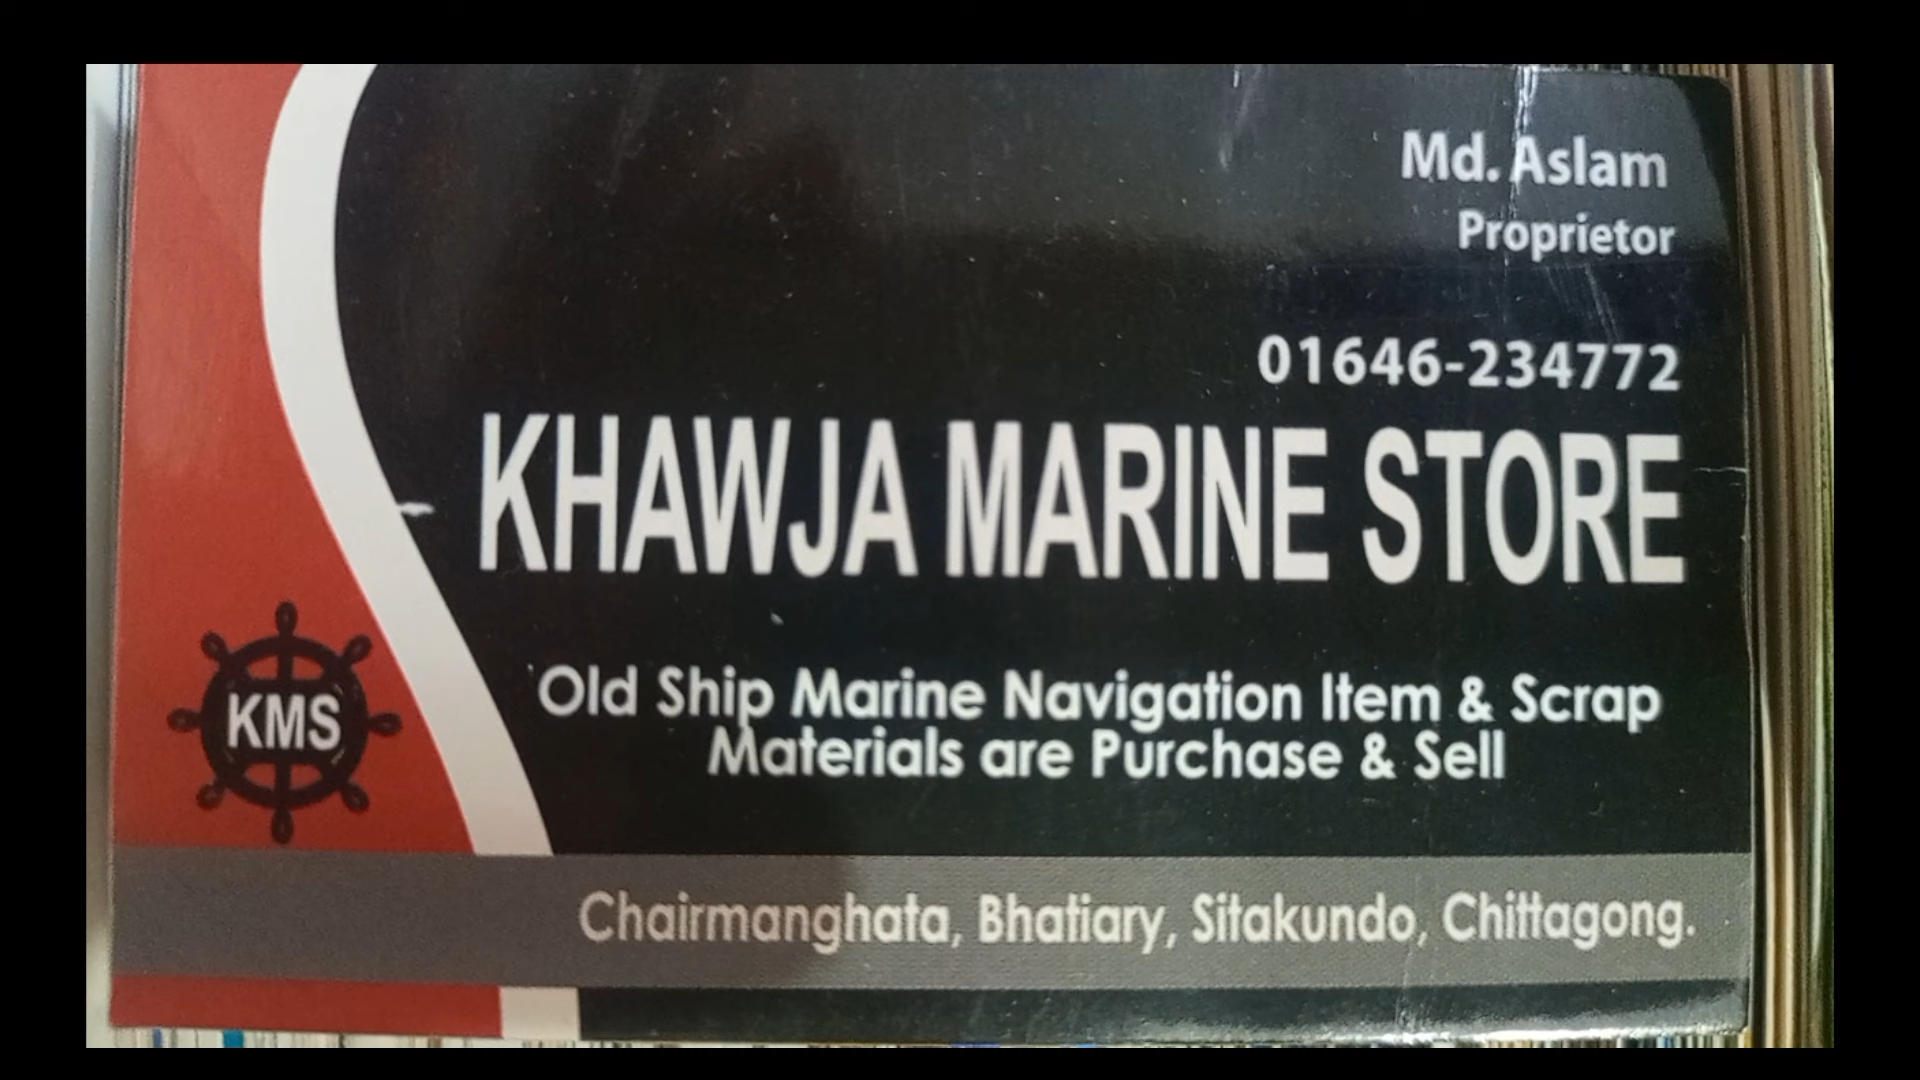 Md. Aslam
Proprietor
01646-234772
KHAWJA MARINE STORE
KMS
Old Ship Marine Navigation Item & Scrap
Materials are Purchase & Sell
Chairmanghata, Bhatiary, Sitakundo, Chittagong.